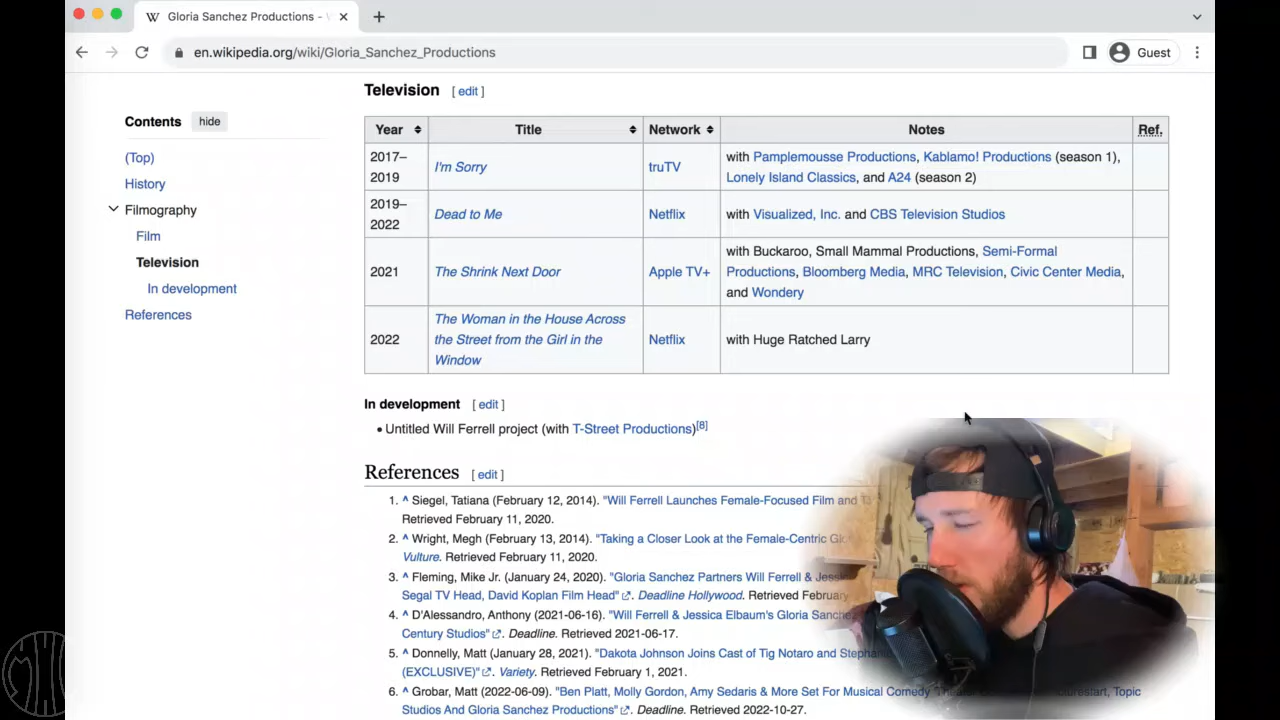 Gloria Sanchez Productions -
en.wikipedia.org/wiki/Gloria_Sanchez_Productions
Guest
Contents hide
(Top)
History
Filmography
Film
Television
In development
References
Television [ edit ]
Year Title Network Notes Ref.
2017–
2019
I'm Sorry
truTV
with Pamplemousse Productions, Kablamo! Productions (season 1),
Lonely Island Classics, and A24 (season 2)
2019–
2022
Dead to Me
Netflix
with Visualized, Inc. and CBS Television Studios
2021
The Shrink Next Door
Apple TV+
with Buckaroo, Small Mammal Productions, Semi-Formal
Productions, Bloomberg Media, MRC Television, Civic Center Media,
and Wondery
2022
The Woman in the House Across
the Street from the Girl in the
Window
Netflix
with Huge Ratched Larry
In development [ edit ]
• Untitled Will Ferrell project (with T-Street Productions)[8]
References [ edit ]
1. ^ Siegel, Tatiana (February 12, 2014). "Will Ferrell Launches Female-Focused Film and
Retrieved February 11, 2020.
2. ^ Wright, Megh (February 13, 2014). "Taking a Closer Look at the Female-Centric
Vulture. Retrieved February 11, 2020.
3. ^ Fleming, Mike Jr. (January 24, 2020). "Gloria Sanchez Partners Will Ferrell &
Segal TV Head, David Koplan Film Head". Deadline Hollywood. Retrieved February
4. ^ D'Alessandro, Anthony (2021-06-16). "Will Ferrell & Jessica Elbaum's Gloria
Century Studios". Deadline. Retrieved 2021-06-17.
5. ^ Donnelly, Matt (January 28, 2021). "Dakota Johnson Joins Cast of Tig Notaro and
(EXCLUSIVE)". Variety. Retrieved February 1, 2021.
6. ^ Grobar, Matt (2022-06-09). "Ben Platt, Molly Gordon, Amy Sedaris & More Set For Musical Comedy Topic
Studios And Gloria Sanchez Productions". Deadline. Retrieved 2022-10-27.